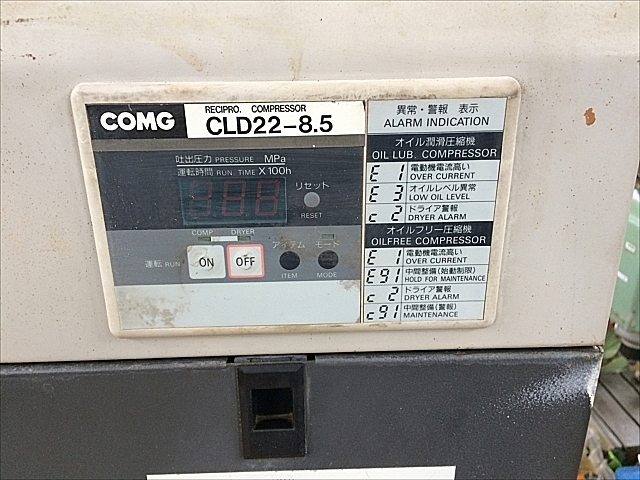 COMG
RECIPRO. COMPRESSOR
CLD22-8.5
吐出圧力 PRESSURE MPa
運転時間 RUN TIME X100h
リセット
RESET
COMP DRYER
運転 RUN
ON
OFF
アイテム
ITEM
モード
MODE
異常・警報 表示
ALARM INDICATION
オイル潤滑圧縮機
OIL LUB. COMPRESSOR
E 1 電動機電流高い
OVER CURRENT
E 3 オイルレベル異常
LOW OIL LEVEL
c 2 ドライア警報
DRYER ALARM
オイルフリー圧縮機
OILFREE COMPRESSOR
E 1 電動機電流高い
OVER CURRENT
E91 中間整備(始動制限)
HOLD FOR MAINTENANCE
c 2 ドライア警報
DRYER ALARM
c91 中間整備(警報)
MAINTENANCE